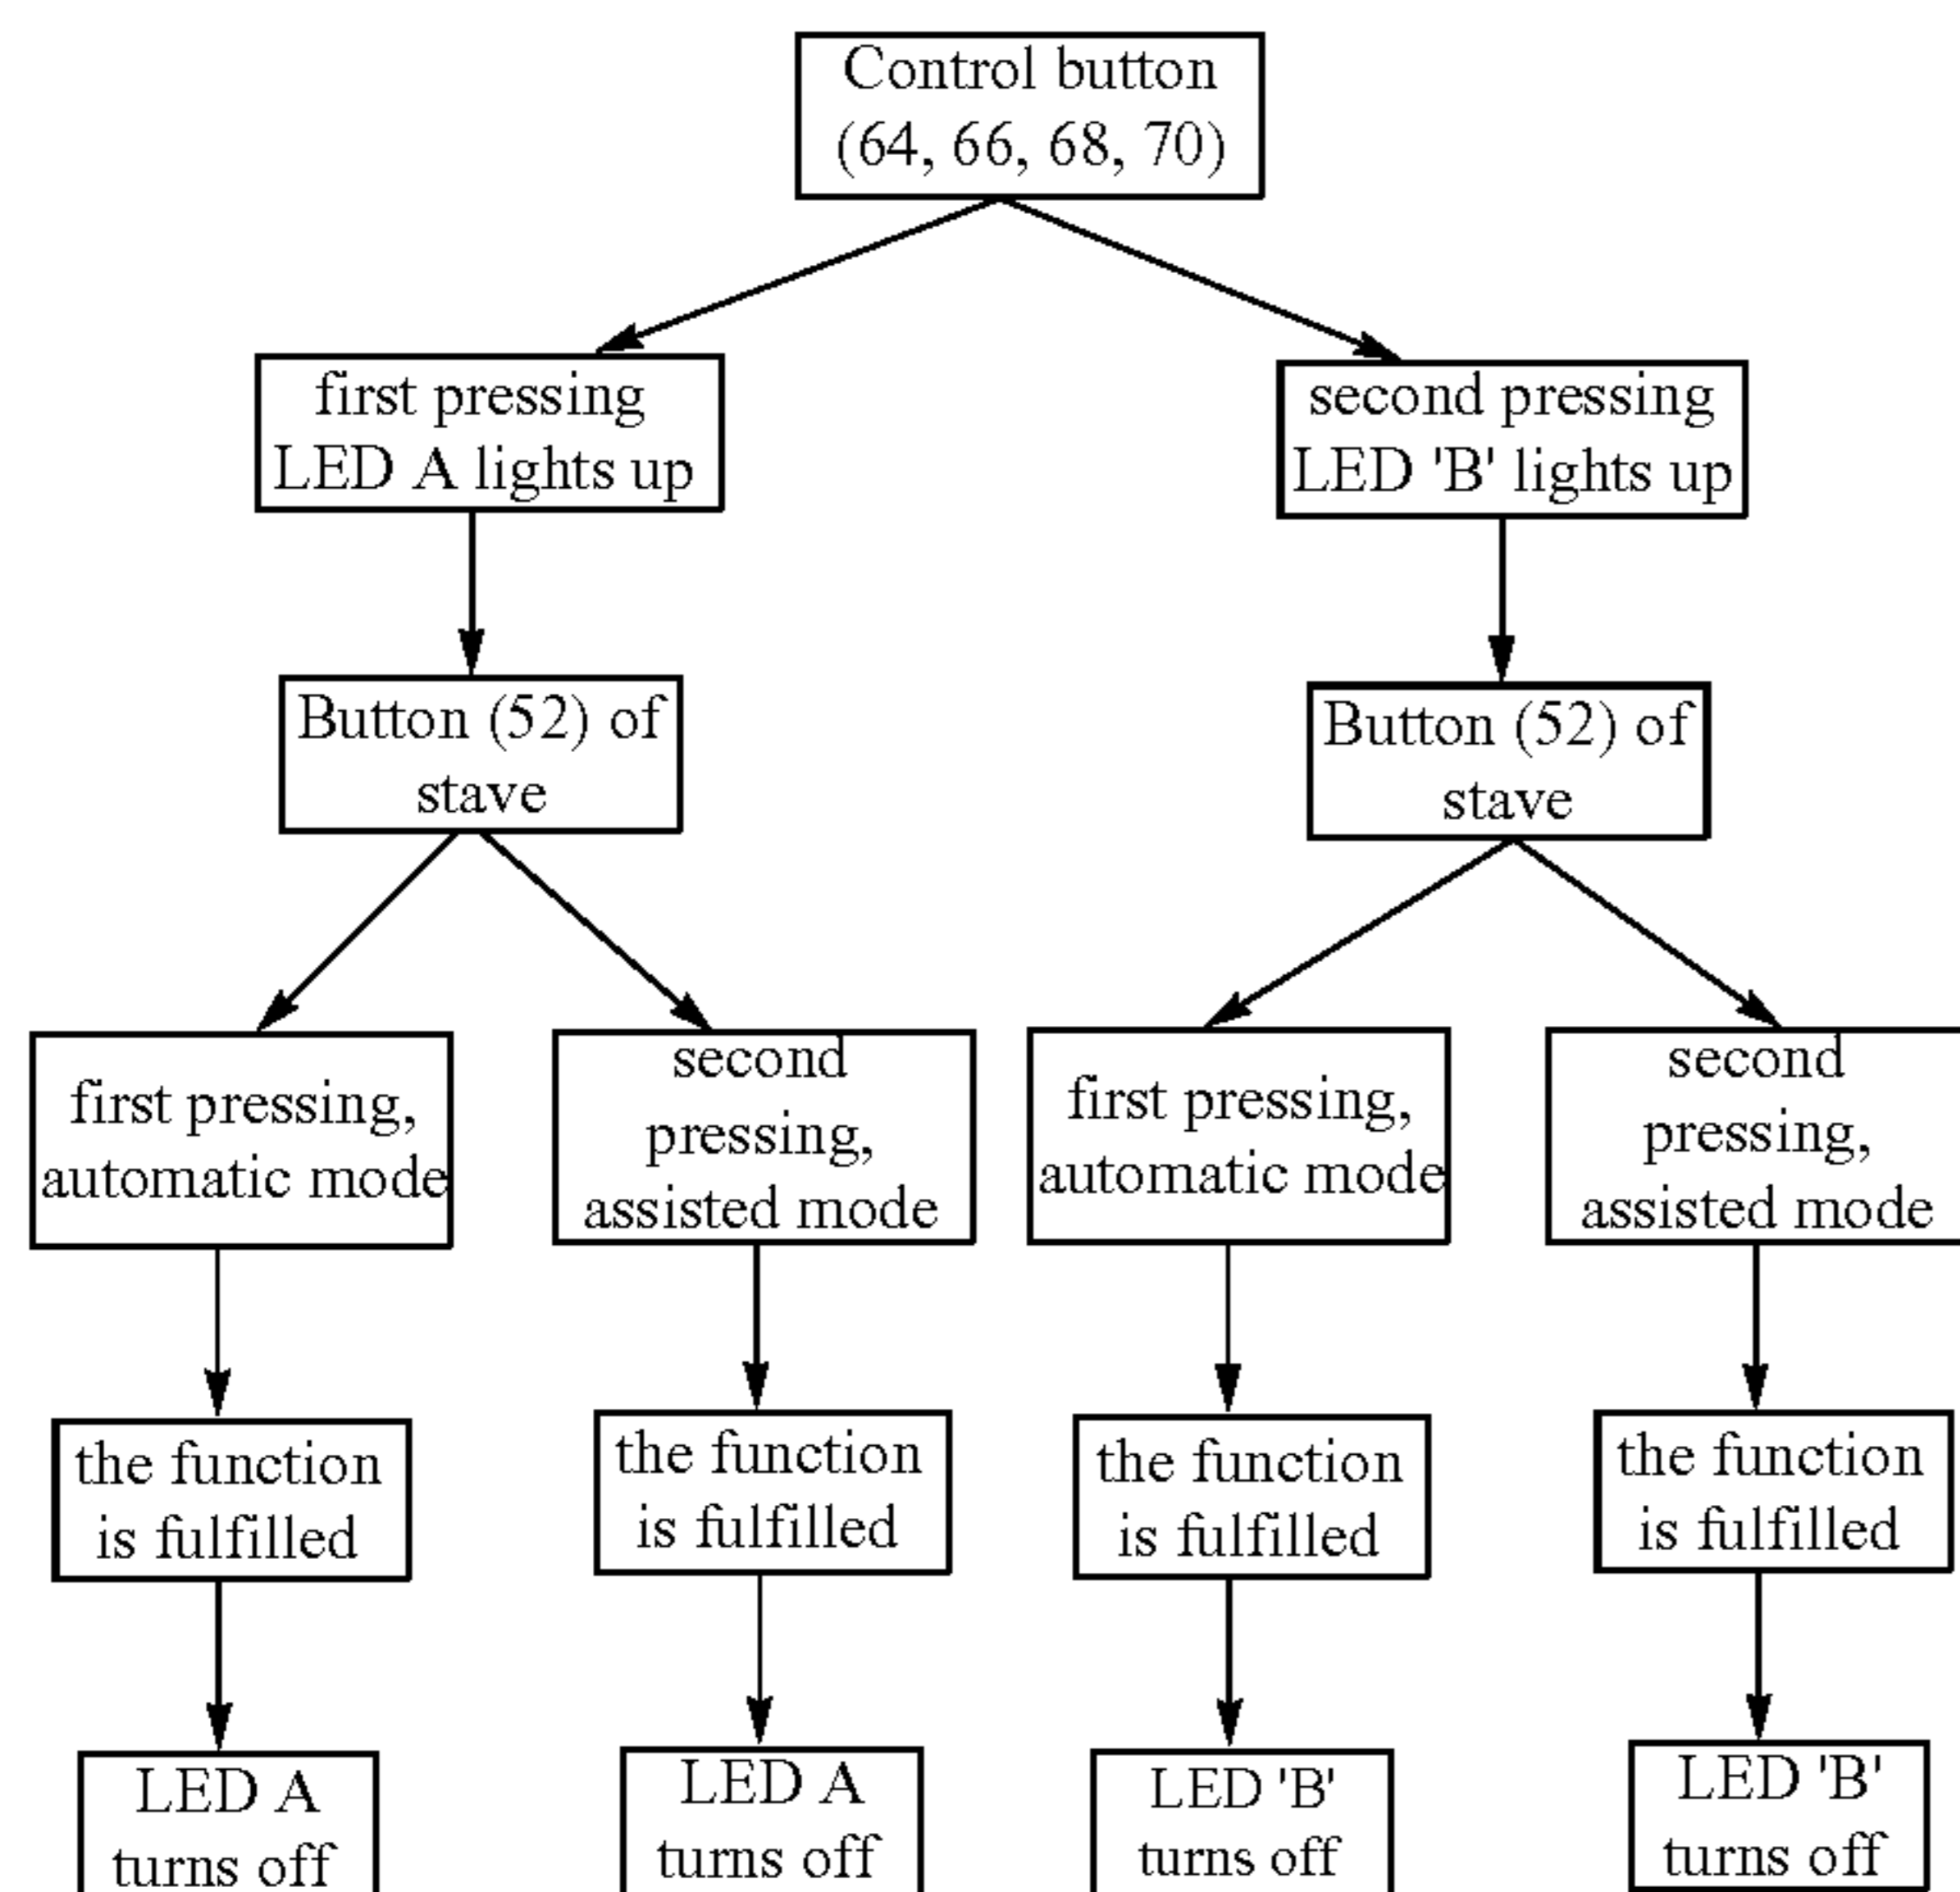 Control button
(64, 66, 68, 70)
first pressing
LED A lights up
second pressing
LED 'B' lights up
Button (52) of
stave
Button (52) of
stave
first pressing,
automatic mode
second
pressing,
assisted mode
first pressing,
automatic mode
second
pressing,
assisted mode
the function
is fulfilled
the function
is fulfilled
the function
is fulfilled
the function
is fulfilled
LED A
turns off
LED A
turns off
LED 'B'
turns off
LED 'B'
turns off